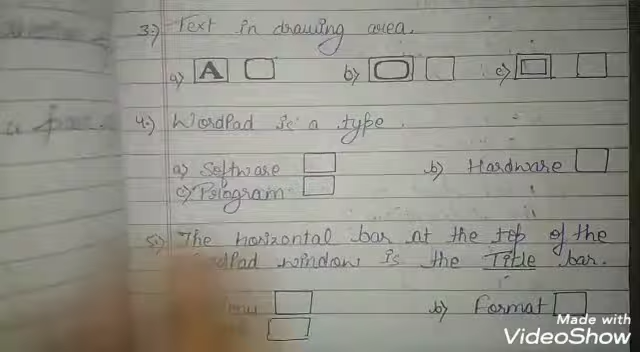 3.) Text in drawing area.
a) A b) c)
4.) WordPad is a type.
a) Software b) Hardware
c) Program
5.) The horizontal bar at the top of the
window is the Title bar.
b) Format
Made with
VideoShow